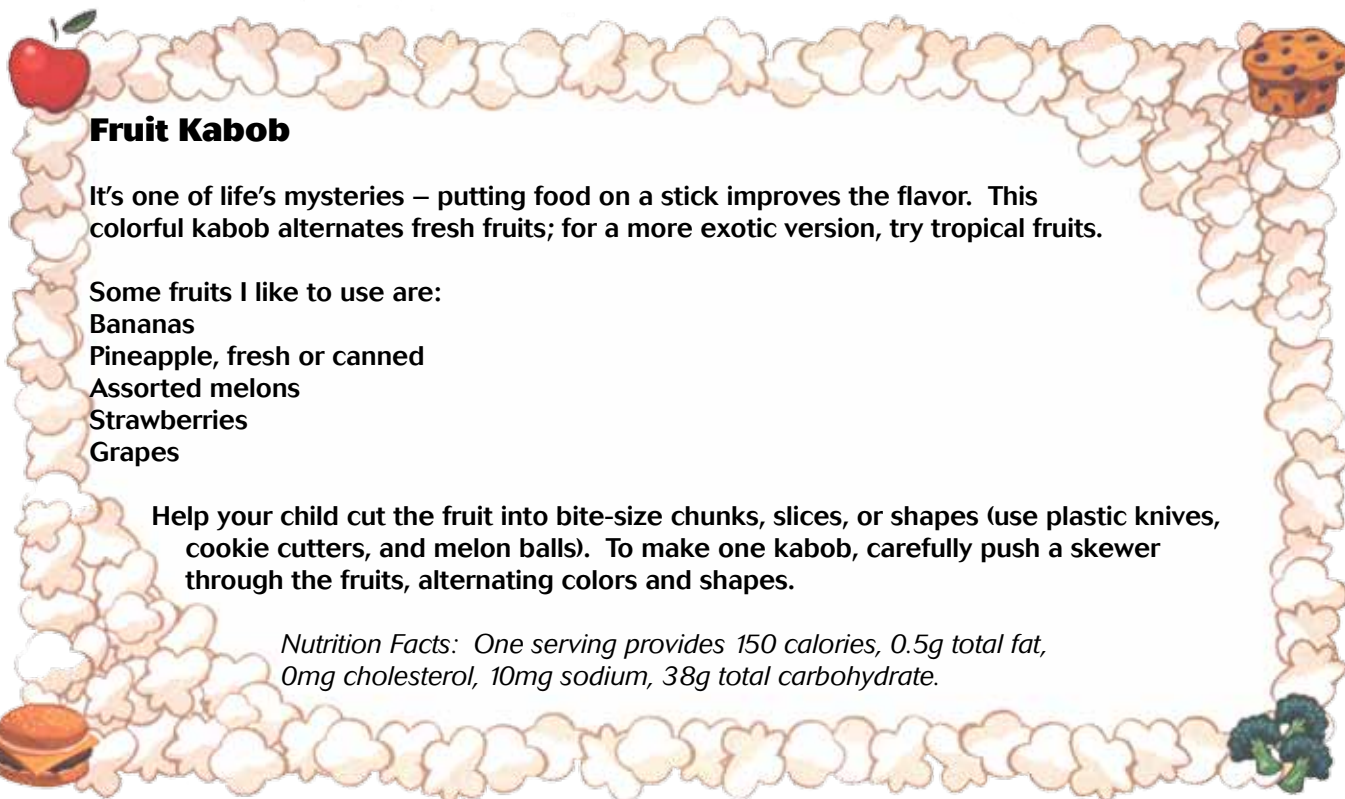 Fruit Kabob
It's one of life's mysteries – putting food on a stick improves the flavor.  This
colorful kabob alternates fresh fruits; for a more exotic version, try tropical fruits.
Some fruits I like to use are:
Bananas
Pineapple, fresh or canned
Assorted melons
Strawberries
Grapes
Help your child cut the fruit into bite-size chunks, slices, or shapes (use plastic knives,
cookie cutters, and melon balls).  To make one kabob, carefully push a skewer
through the fruits, alternating colors and shapes.
Nutrition Facts:  One serving provides 150 calories, 0.5g total fat,
0mg cholesterol, 10mg sodium, 38g total carbohydrate.